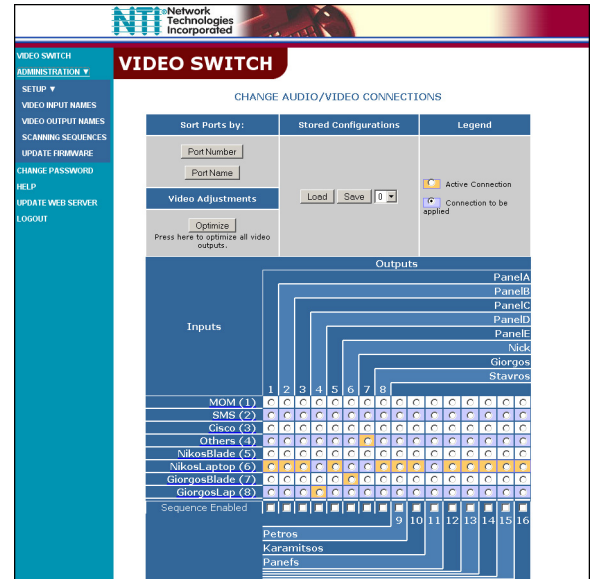 NTI ®Network
Technologies
Incorporated
VIDEO SWITCH
ADMINISTRATION ▼
SETUP ▼
VIDEO INPUT NAMES
VIDEO OUTPUT NAMES
SCANNING SEQUENCES
UPDATE FIRMWARE
CHANGE PASSWORD
HELP
UPDATE WEB SERVER
LOGOUT
VIDEO SWITCH
CHANGE AUDIO/VIDEO CONNECTIONS
Sort Ports by:
Port Number
Port Name
Video Adjustments
Optimize
Press here to optimize all video
outputs.
Stored Configurations
Load Save 0
Legend
Active Connection
Connection to be
applied
Outputs
PanelA
PanelB
PanelC
PanelD
PanelE
Nick
Giorgos
Stavros
Inputs
1 2 3 4 5 6 7 8
MOM (1)
SMS (2)
Cisco (3)
Others (4)
NikosBlade (5)
NikosLaptop (6)
GiorgosBlade (7)
GiorgosLap (8)
Sequence Enabled
9 10 11 12 13 14 15 16
Petros
Karamitsos
Panefs